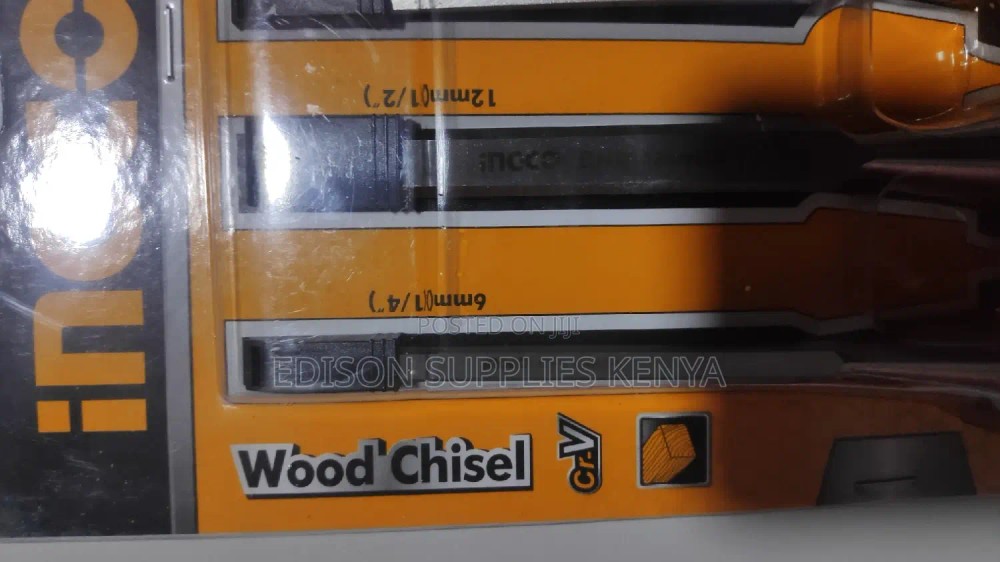 ingco
12mm(1/2")
ingco
6mm(1/4")
POSTED ON JIJI
EDISON SUPPLIES KENYA
Wood Chisel
Cr-V